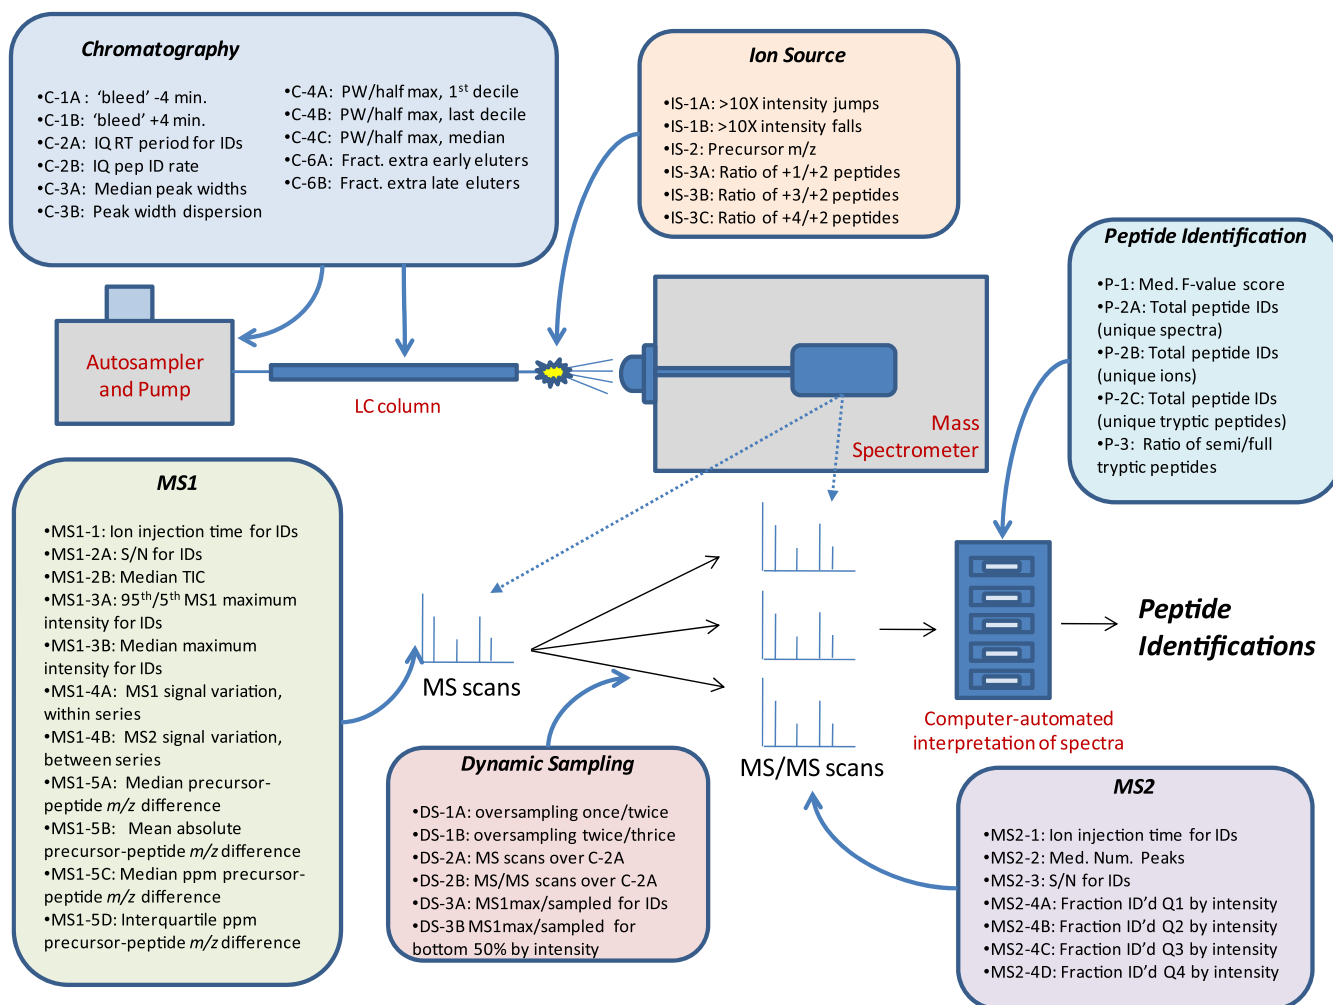 Chromatography
•C-1A : ‘bleed’ -4 min.
•C-1B: ‘bleed’ +4 min.
•C-2A: IQ RT period for IDs
•C-2B: IQ pep ID rate
•C-3A: Median peak widths
•C-3B: Peak width dispersion
•C-4A: PW/half max, 1st decile
•C-4B: PW/half max, last decile
•C-4C: PW/half max, median
•C-6A: Fract. extra early eluters
•C-6B: Fract. extra late eluters
Ion Source
•IS-1A: >10X intensity jumps
•IS-1B: >10X intensity falls
•IS-2: Precursor m/z
•IS-3A: Ratio of +1/+2 peptides
•IS-3B: Ratio of +3/+2 peptides
•IS-3C: Ratio of +4/+2 peptides
Peptide Identification
•P-1: Med. F-value score
•P-2A: Total peptide IDs
(unique spectra)
•P-2B: Total peptide IDs
(unique ions)
•P-2C: Total peptide IDs
(unique tryptic peptides)
•P-3: Ratio of semi/full
tryptic peptides
Autosampler
and Pump
LC column
Mass
Spectrometer
MS1
•MS1-1: Ion injection time for IDs
•MS1-2A: S/N for IDs
•MS1-2B: Median TIC
•MS1-3A: 95th/5th MS1 maximum
intensity for IDs
•MS1-3B: Median maximum
intensity for IDs
•MS1-4A: MS1 signal variation,
within series
•MS1-4B: MS2 signal variation,
between series
•MS1-5A: Median precursor-
peptide m/z difference
•MS1-5B: Mean absolute
precursor-peptide m/z difference
•MS1-5C: Median ppm precursor-
peptide m/z difference
•MS1-5D: Interquartile ppm
precursor-peptide m/z difference
MS scans
MS/MS scans
Computer-automated
interpretation of spectra
Peptide
Identifications
Dynamic Sampling
•DS-1A: oversampling once/twice
•DS-1B: oversampling twice/thrice
•DS-2A: MS scans over C-2A
•DS-2B: MS/MS scans over C-2A
•DS-3A: MS1max/sampled for IDs
•DS-3B MS1max/sampled for
bottom 50% by intensity
MS2
•MS2-1: Ion injection time for IDs
•MS2-2: Med. Num. Peaks
•MS2-3: S/N for IDs
•MS2-4A: Fraction ID’d Q1 by intensity
•MS2-4B: Fraction ID’d Q2 by intensity
•MS2-4C: Fraction ID’d Q3 by intensity
•MS2-4D: Fraction ID’d Q4 by intensity